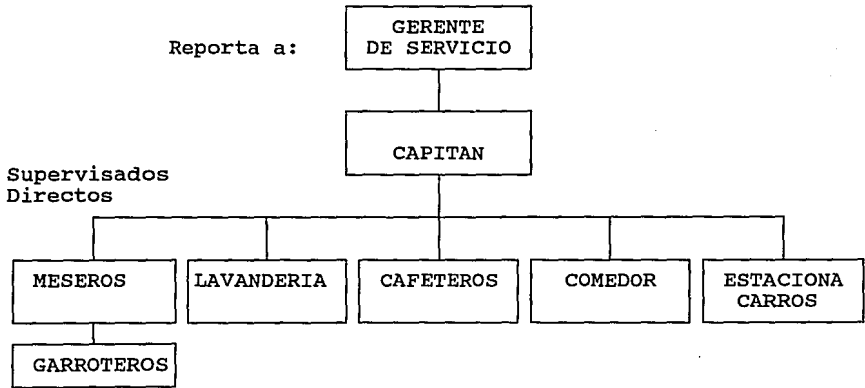 GERENTE
Reporta a: DE SERVICIO
CAPITAN
Supervisados
Directos
MESEROS LAVANDERIA CAFETEROS COMEDOR ESTACIONA
CARROS
GARROTEROS